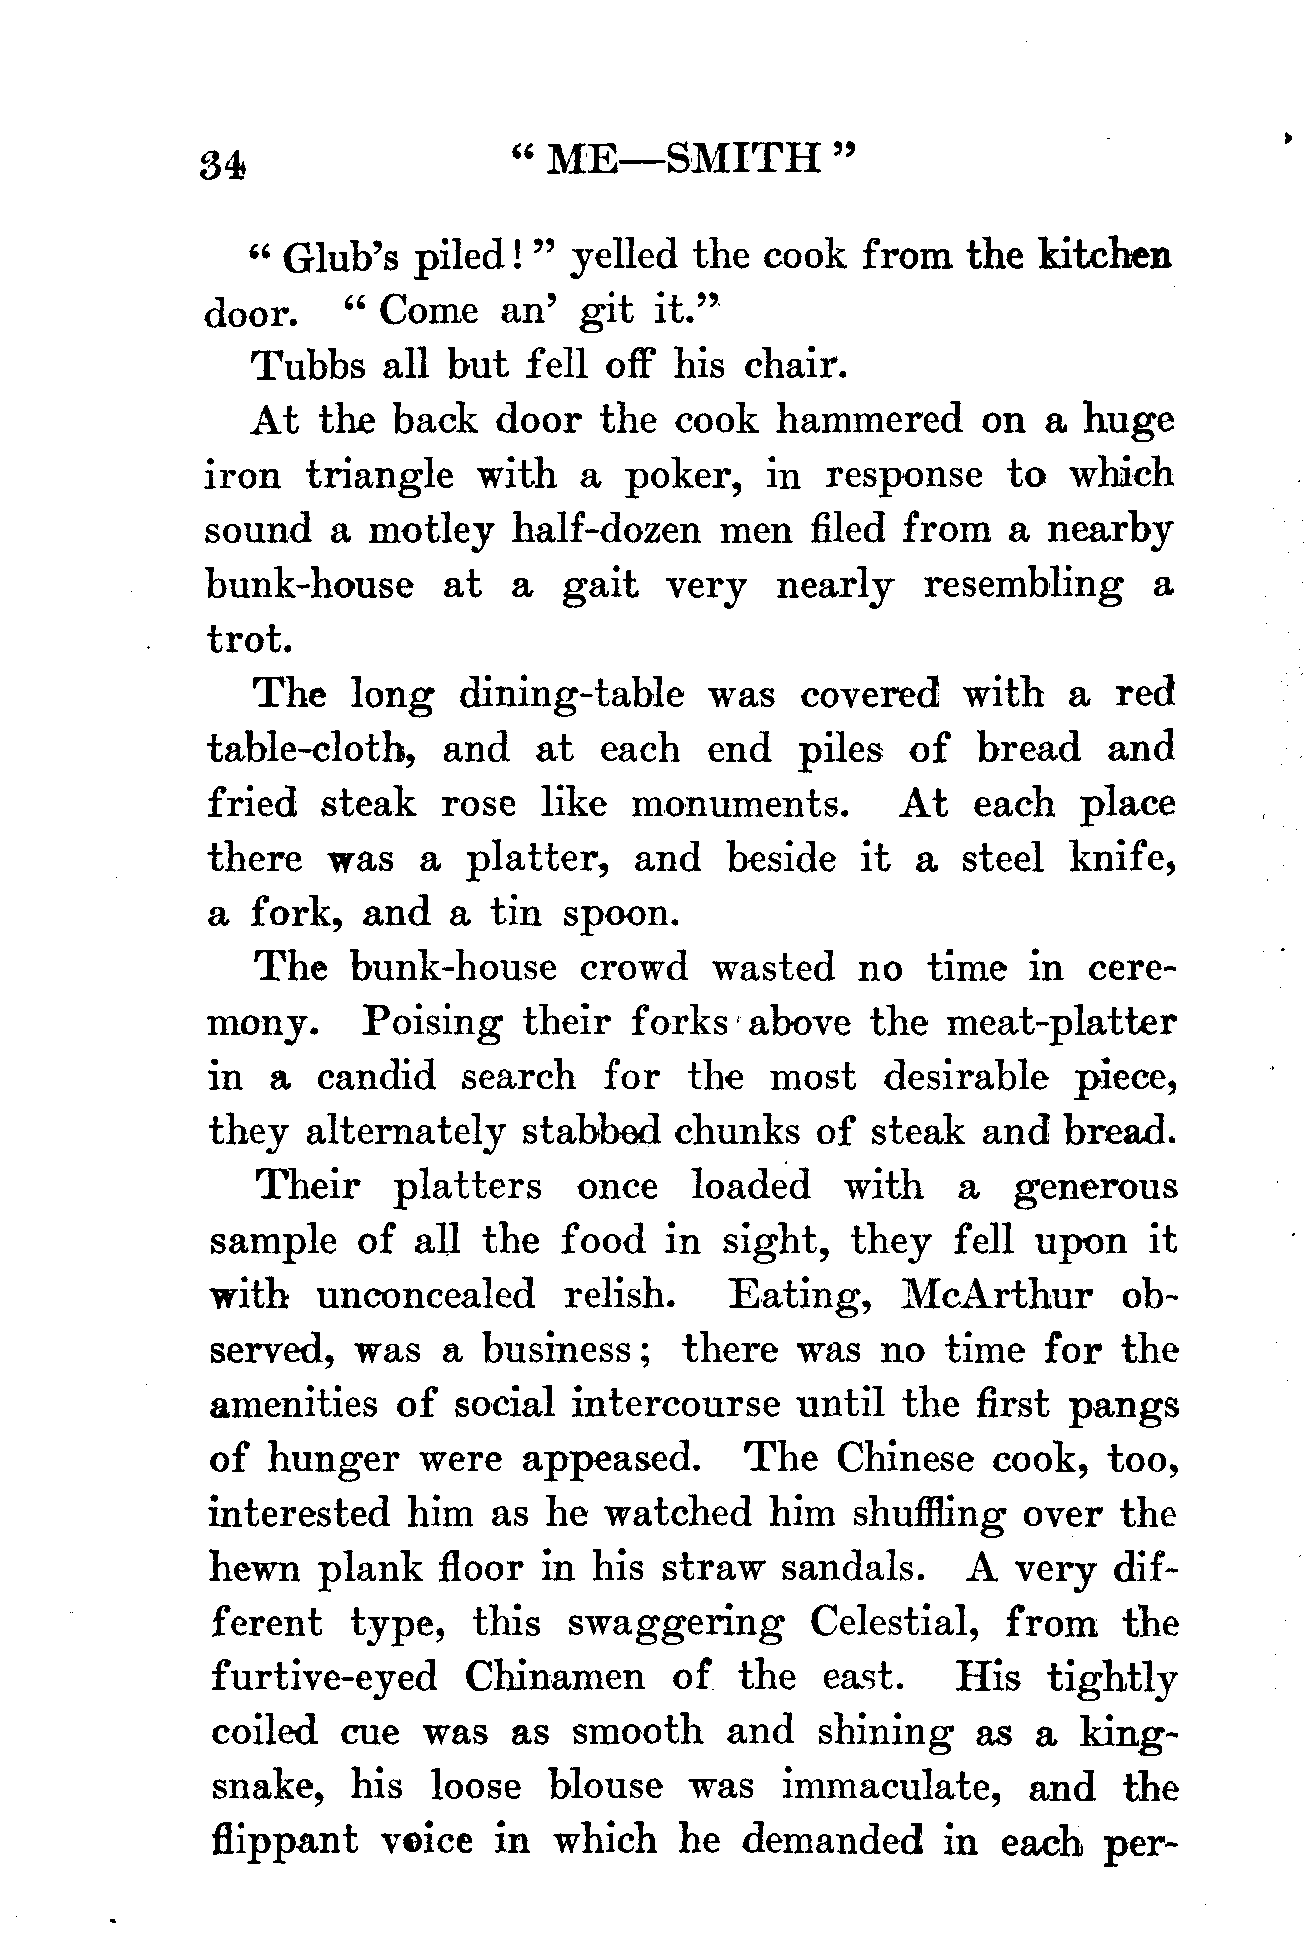 34 “ ME—SMITH ”
“ Glub’s piled! ” yelled the cook from the kitchen
door. “ Come an’ git it.”
Tubbs all but fell off his chair.
At the back door the cook hammered on a huge
iron triangle with a poker, in response to which
sound a motley half-dozen men filed from a nearby
bunk-house at a gait very nearly resembling a
trot.
The long dining-table was covered with a red
table-cloth, and at each end piles of bread and
fried steak rose like monuments. At each place
there was a platter, and beside it a steel knife,
a fork, and a tin spoon.
The bunk-house crowd wasted no time in cere-
mony. Poising their forks above the meat-platter
in a candid search for the most desirable piece,
they alternately stabbed chunks of steak and bread.
Their platters once loaded with a generous
sample of all the food in sight, they fell upon it
with unconcealed relish. Eating, McArthur ob-
served, was a business; there was no time for the
amenities of social intercourse until the first pangs
of hunger were appeased. The Chinese cook, too,
interested him as he watched him shuffling over the
hewn plank floor in his straw sandals. A very dif-
ferent type, this swaggering Celestial, from the
furtive-eyed Chinamen of the east. His tightly
coiled cue was as smooth and shining as a king-
snake, his loose blouse was immaculate, and the
flippant voice in which he demanded in each per-